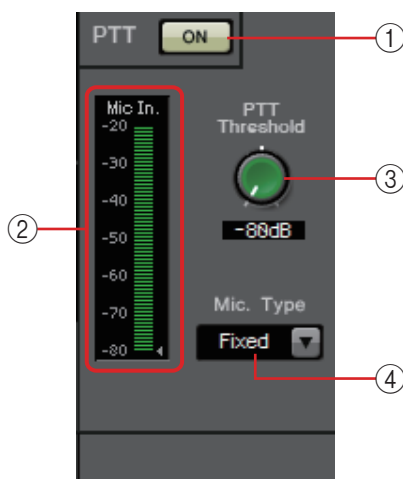 PTT ON
①
Mic In.
-20
-30
-40
-50
-60
-70
-80
②
PTT
Threshold
③
-80dB
Mic. Type
Fixed
④